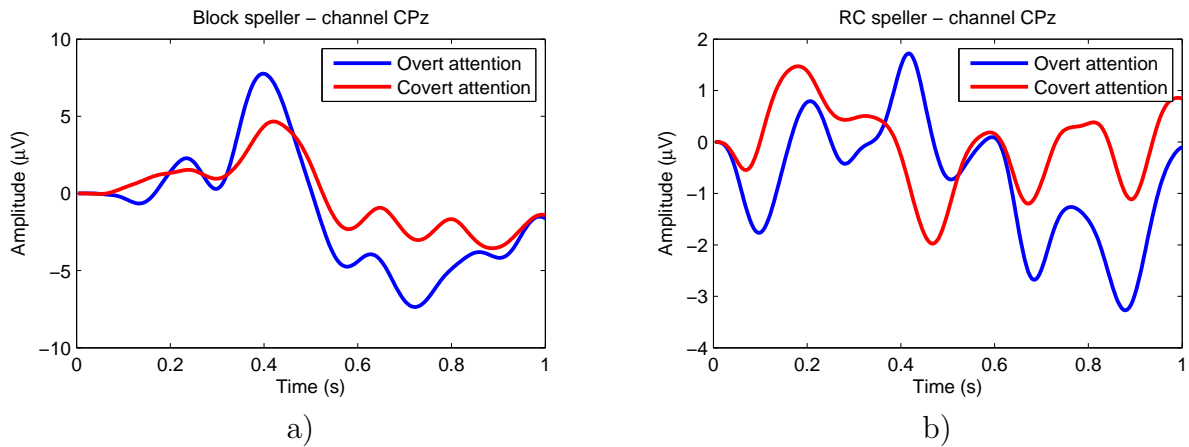 Block speller – channel CPz
10
5
0
−5
−10
Amplitude (μV)
Overt attention
Covert attention
0 0.2 0.4 0.6 0.8 1
Time (s)
a)
RC speller – channel CPz
2
1
0
−1
−2
−3
−4
Amplitude (μV)
Overt attention
Covert attention
0 0.2 0.4 0.6 0.8 1
Time (s)
b)